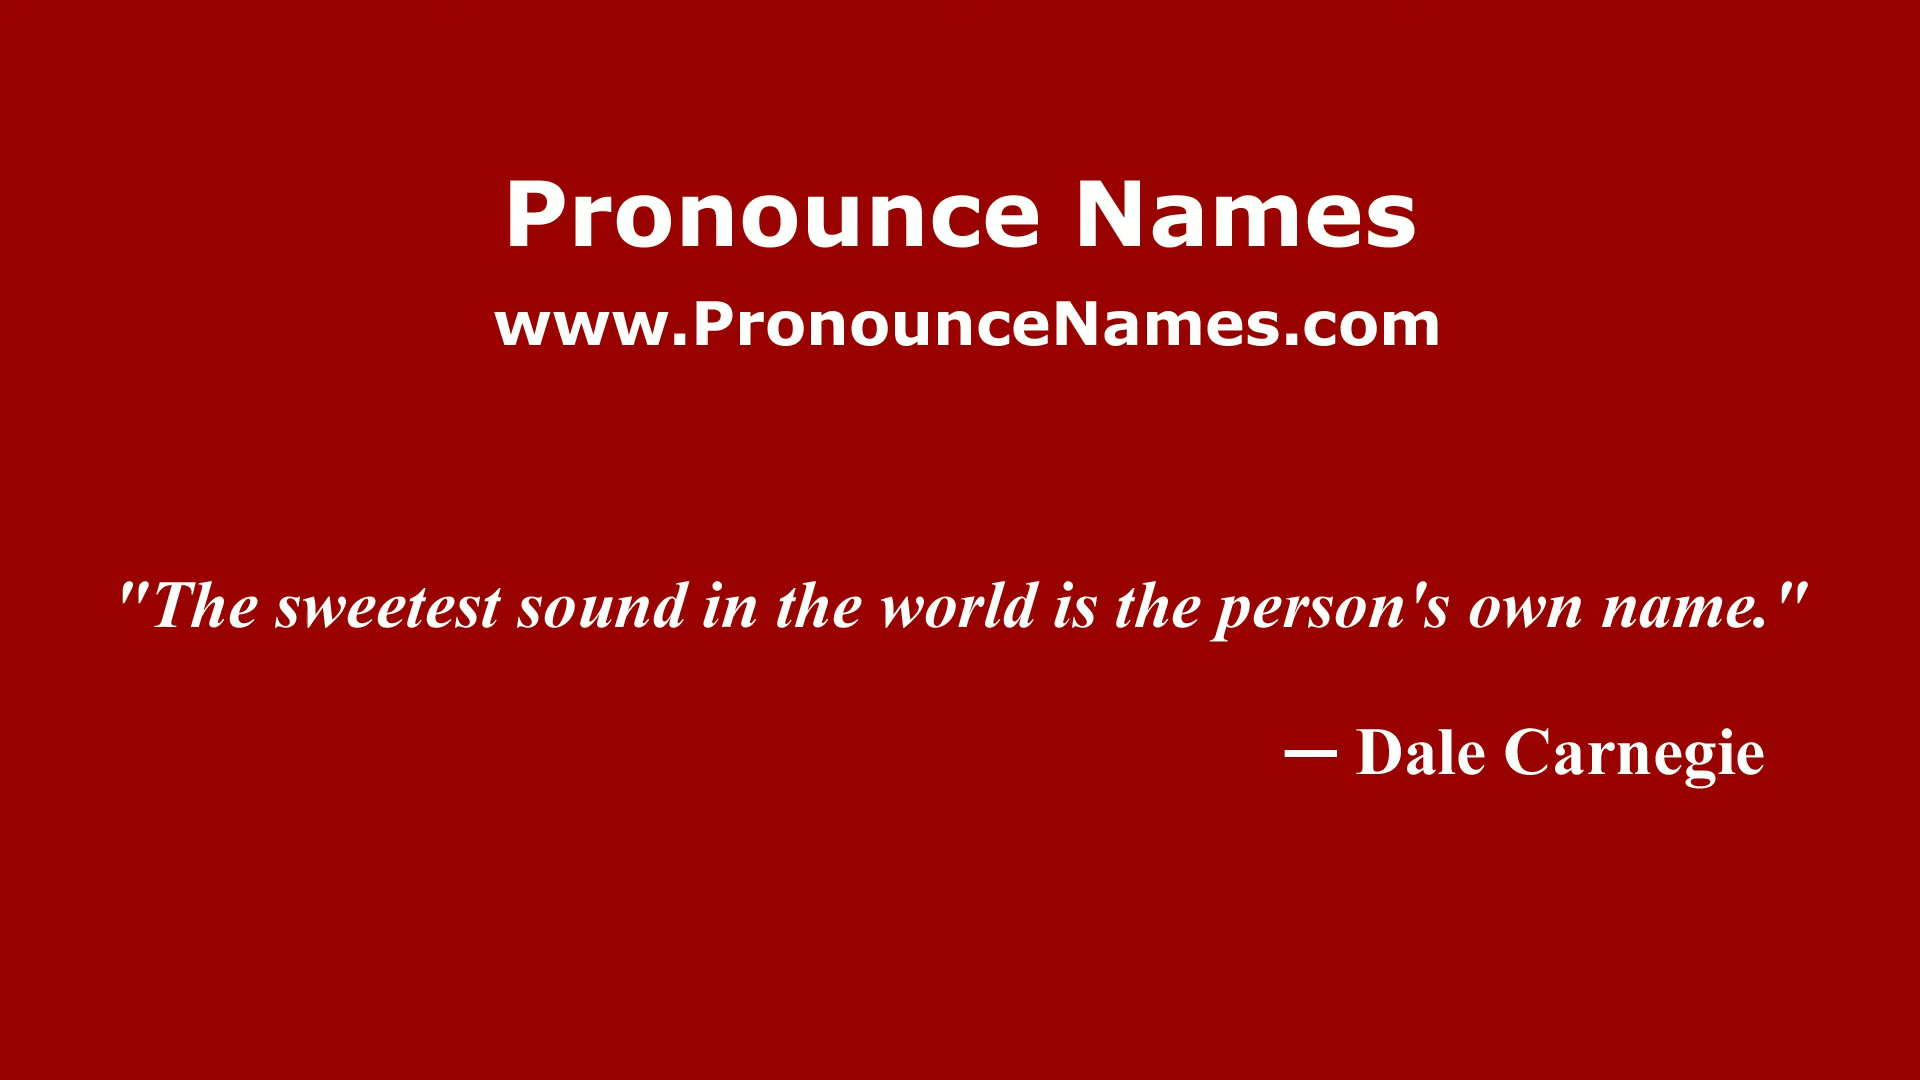 Pronounce Names
www.PronounceNames.com
"The sweetest sound in the world is the person's own name."
— Dale Carnegie